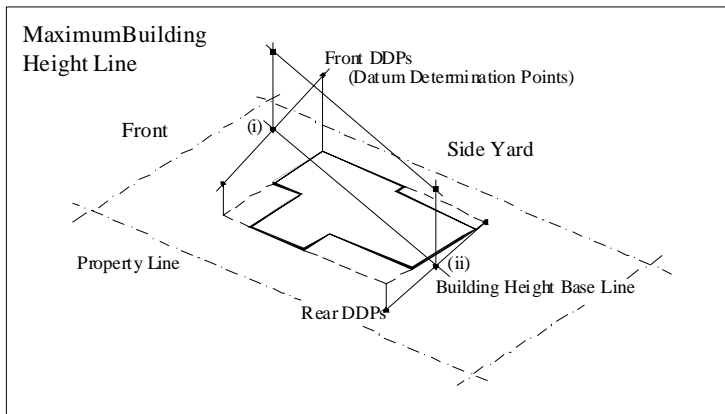 MaximumBuilding
Height Line
Front DDPs
(Datum Determination Points)
Front
(i)
Side Yard
Property Line
(ii)
Building Height Base Line
Rear DDPs